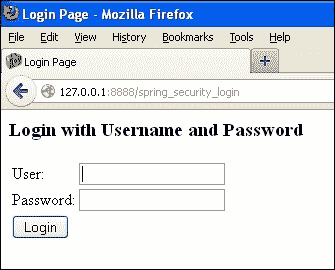 Login Page - Mozilla Firefox
File Edit View History Bookmarks Tools Help
Login Page +
127.0.0.1:8888/spring_security_login
Login with Username and Password
User:
Password:
Login